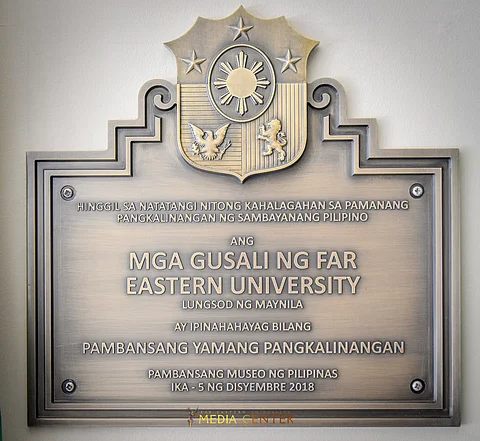 HINGGIL SA NATATANGI NITONG KAHALAGAHAN SA PAMANANG
PANGKALINANGAN NG SAMBAYANANG PILIPINO
ANG
MGA GUSALI NG FAR
EASTERN UNIVERSITY
LUNGSOD NG MAYNILA
AY IPINAHAHAYAG BILANG
PAMBANSANG YAMANG PANGKALINANGAN
PAMBANSANG MUSEO NG PILIPINAS
IKA - 5 NG DISYEMBRE 2018
MEDIA CENTER